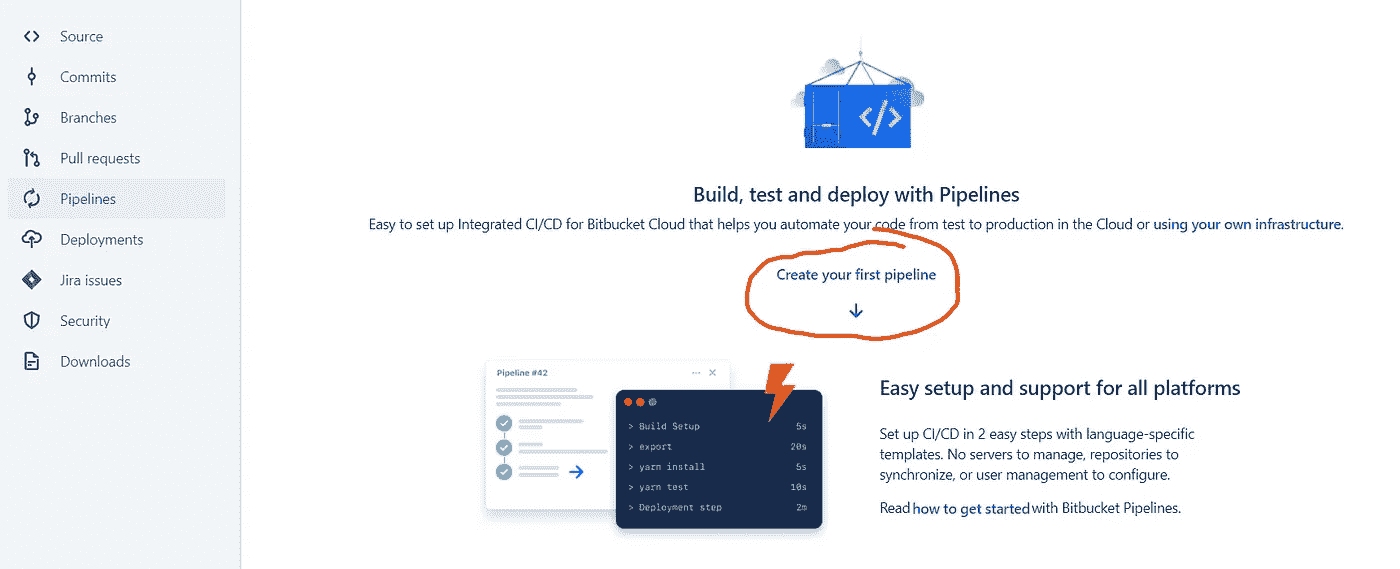 Source
Commits
Branches
Pull requests
Pipelines
Deployments
Jira issues
Security
Downloads
</>
Build, test and deploy with Pipelines
Easy to set up Integrated CI/CD for Bitbucket Cloud that helps you automate your code from test to production in the Cloud or using your own infrastructure.
Create your first pipeline
Pipeline #42
> Build Setup 5s
> export 20s
> yarn install 5s
> yarn test 10s
> Deployment step 2m
Easy setup and support for all platforms
Set up CI/CD in 2 easy steps with language-specific
templates. No servers to manage, repositories to
synchronize, or user management to configure.
Read how to get started with Bitbucket Pipelines.